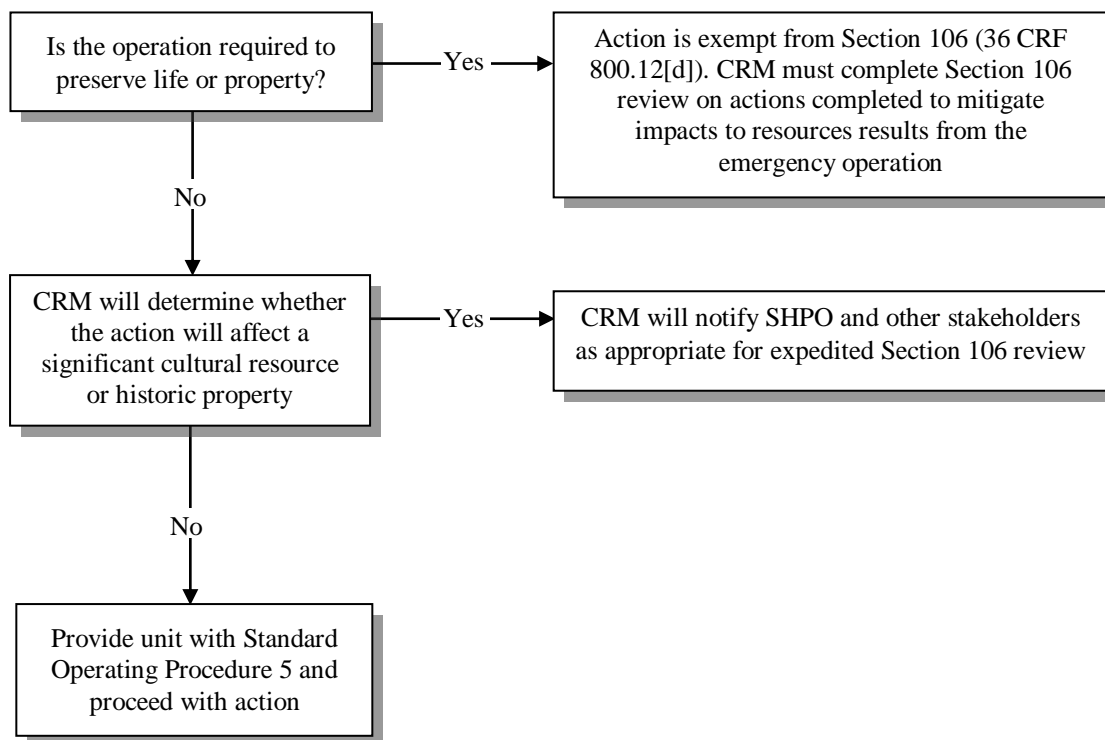 Is the operation required to
preserve life or property?
Yes
Action is exempt from Section 106 (36 CRF
800.12[d]). CRM must complete Section 106
review on actions completed to mitigate
impacts to resources results from the
emergency operation
No
CRM will determine whether
the action will affect a
significant cultural resource
or historic property
Yes
CRM will notify SHPO and other stakeholders
as appropriate for expedited Section 106 review
No
Provide unit with Standard
Operating Procedure 5 and
proceed with action